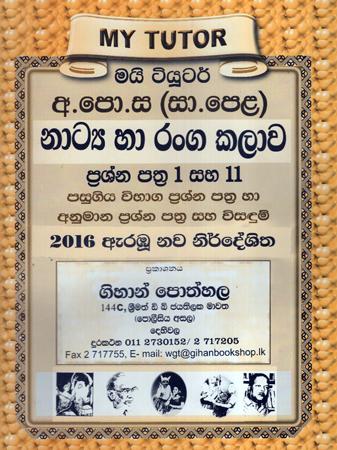 MY TUTOR
මයි ටියුටර්
අ.පො.ස (සා.පෙළ)
නාට්‍ය හා රංග කලාව
ප්‍රශ්න පත්‍ර 1 සහ 11
පසුගිය විභාග ප්‍රශ්න පත්‍ර හා
අනුමාන ප්‍රශ්න පත්‍ර සහ විසඳුම්
2016 ඇරඹූ නව නිර්දේශිත
ප්‍රකාශනය
ගිහාන් පොත්හල
144C, ශ්‍රීමත් ඩී බී ජයතිලක මාවත
(පොලිසිය අසල)
දෙහිවල
දුරකථන 011 2730152/ 2 717205
Fax 2 717755, E- mail: wgt@gihanbookshop.lk